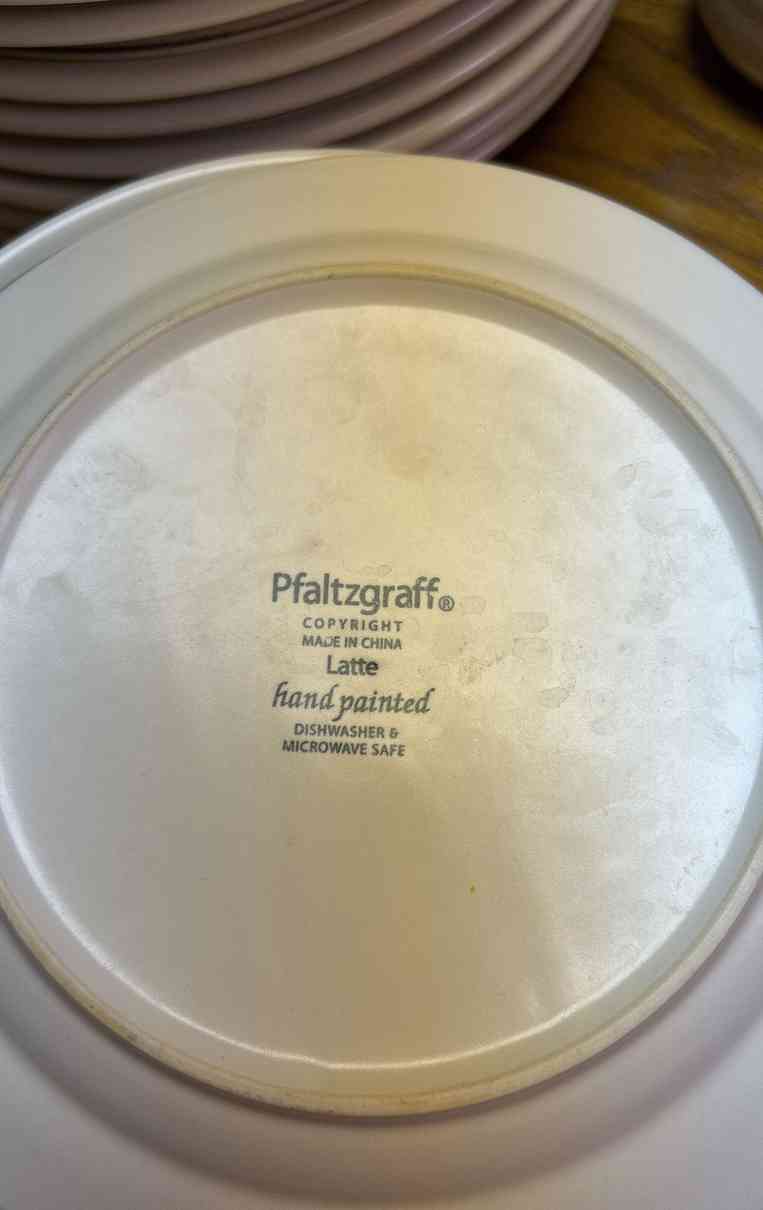 Pfaltzgraff®
COPYRIGHT
MADE IN CHINA
Latte
hand painted
DISHWASHER &
MICROWAVE SAFE